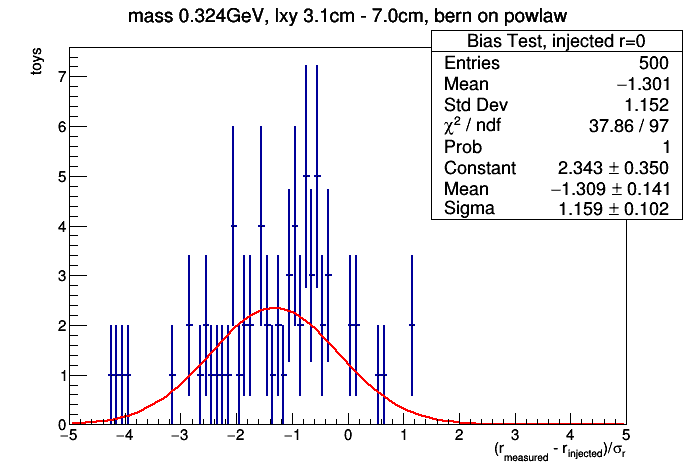 mass 0.324GeV, lxy 3.1cm - 7.0cm, bern on powlaw
Bias Test, injected r=0
Entries 500
Mean −1.301
Std Dev 1.152
χ² / ndf 37.86 / 97
Prob 1
Constant 2.343 ± 0.350
Mean −1.309 ± 0.141
Sigma 1.159 ± 0.102
toys
7
6
5
4
3
2
1
0
−5 −4 −3 −2 −1 0 1 2 3 4 5
(r_measured - r_injected)/σ_r